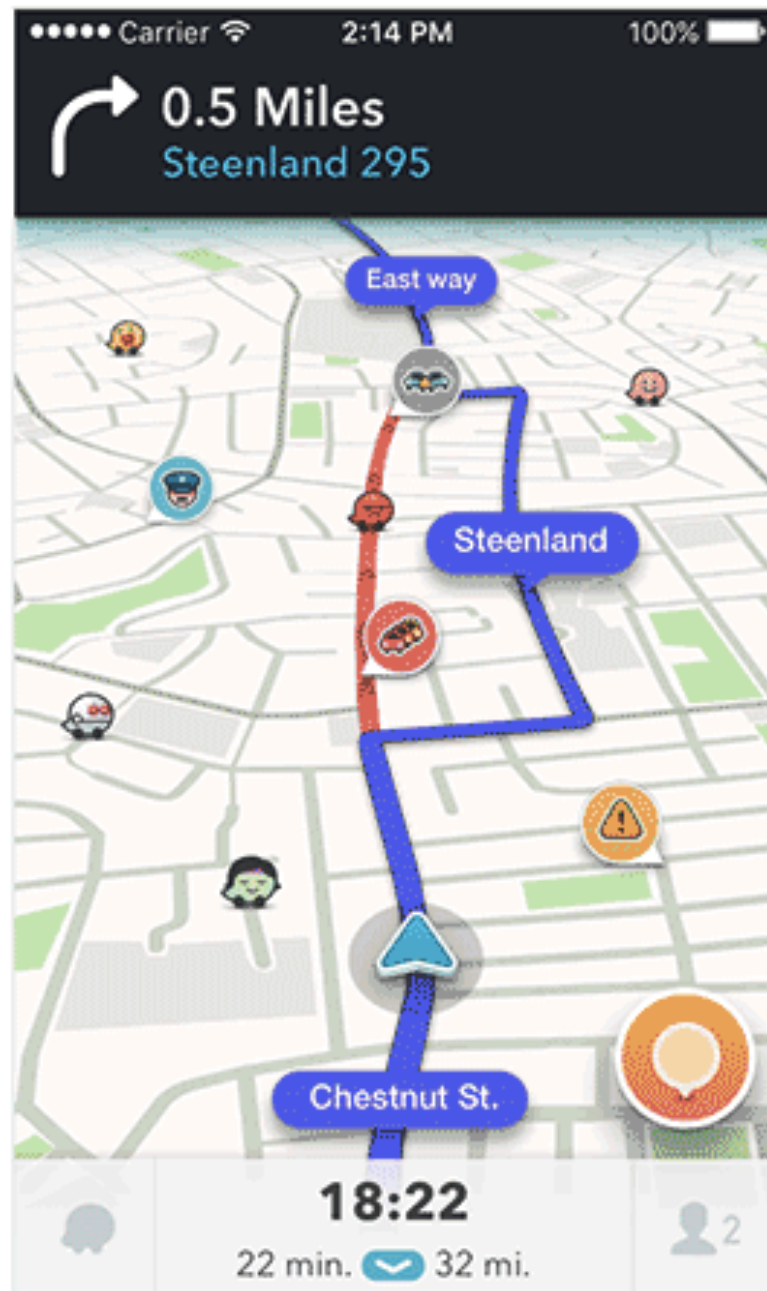 Carrier 2:14 PM 100%
0.5 Miles
Steenland 295
East way
Steenland
Chestnut St.
18:22
22 min. 32 mi.
2